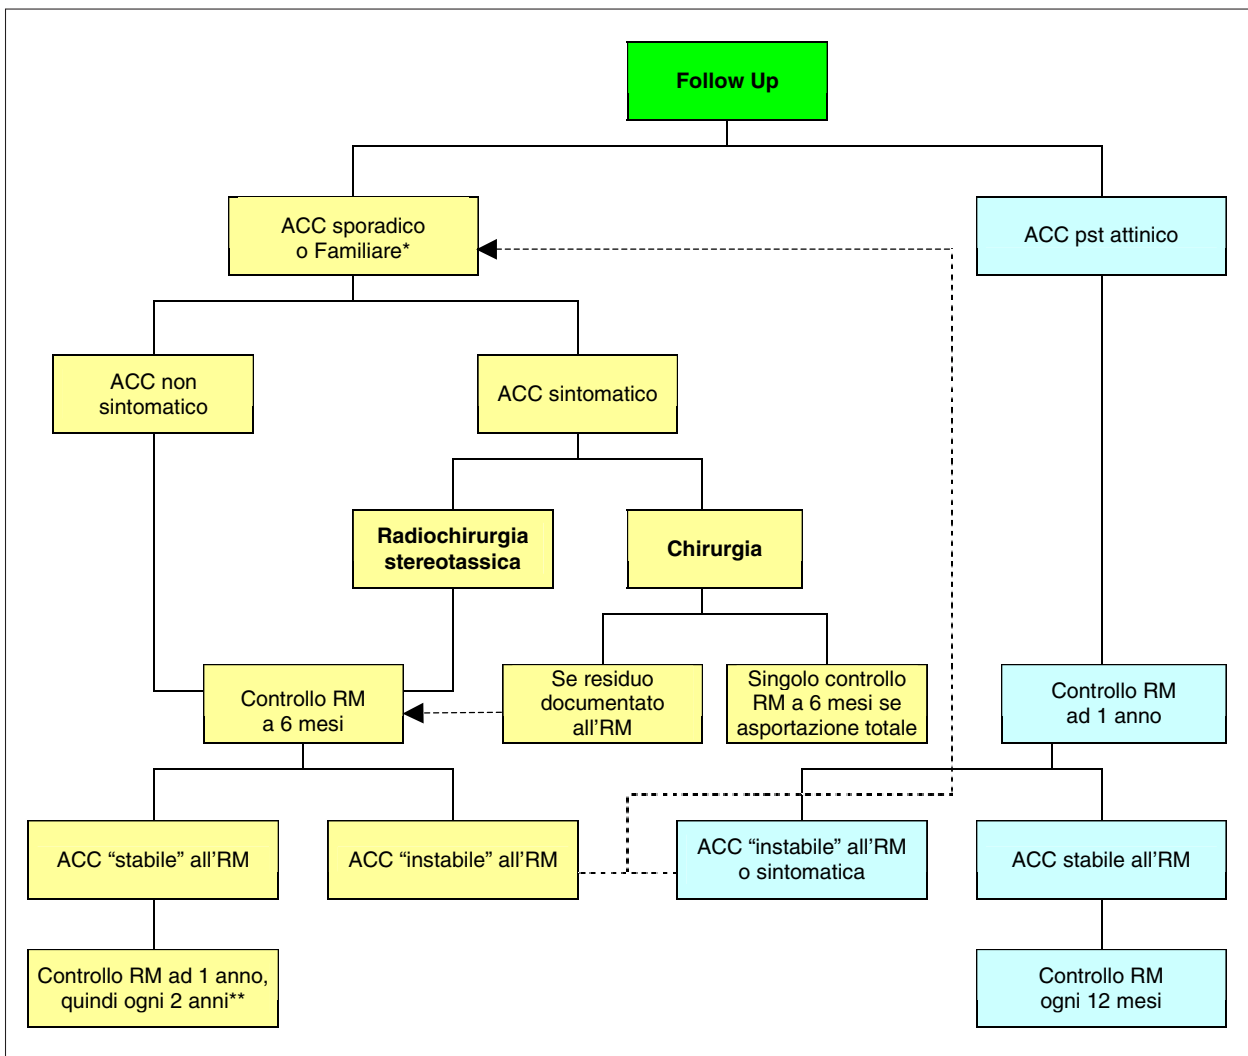 Follow Up
ACC sporadico
o Familiare*
ACC pst attinico
ACC non
sintomatico
ACC sintomatico
Radiochirurgia
stereotassica
Chirurgia
Controllo RM
a 6 mesi
Se residuo
documentato
all’RM
Singolo controllo
RM a 6 mesi se
asportazione totale
Controllo RM
ad 1 anno
ACC “stabile” all’RM
ACC “instabile” all’RM
ACC “instabile” all’RM
o sintomatica
ACC stabile all’RM
Controllo RM ad 1 anno,
quindi ogni 2 anni**
Controllo RM
ogni 12 mesi